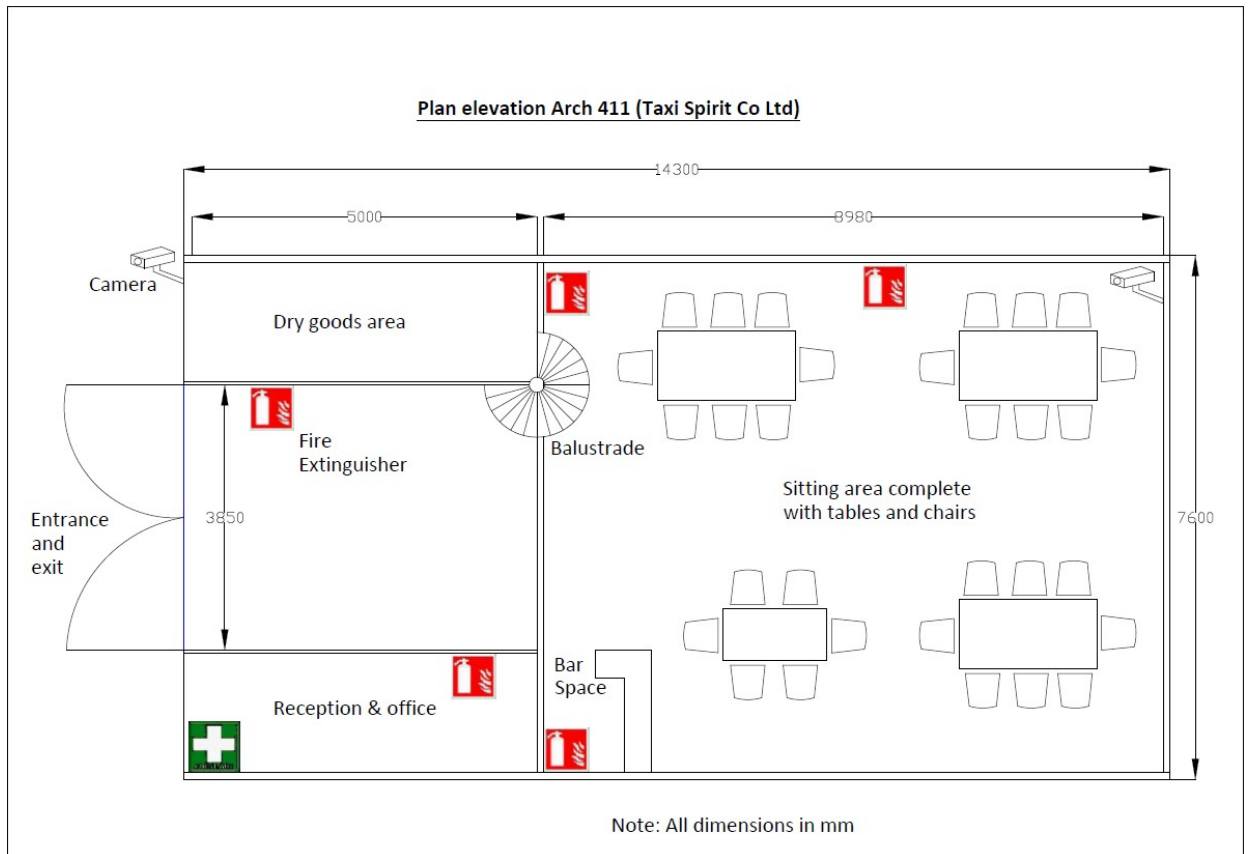 Plan elevation Arch 411 (Taxi Spirit Co Ltd)
14300
5000
8980
Camera
Dry goods area
Fire
Extinguisher
Balustrade
Entrance
and
exit
3850
Sitting area complete
with tables and chairs
7600
Bar
Space
Reception & office
Note: All dimensions in mm